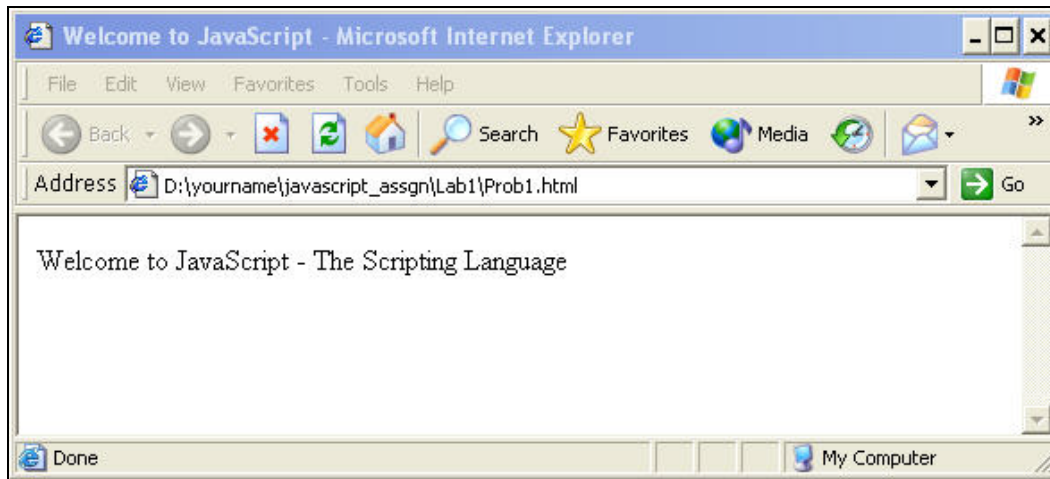 Welcome to JavaScript - Microsoft Internet Explorer
File Edit View Favorites Tools Help
Back Search Favorites Media »
Address D:\yourname\javascript_assgn\Lab1\Prob1.html Go
Welcome to JavaScript - The Scripting Language
Done My Computer